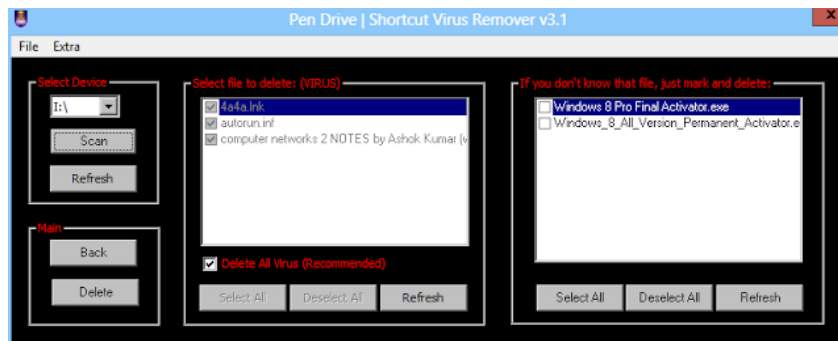 Pen Drive | Shortcut Virus Remover v3.1
x
File Extra
Select Device
I:\
Scan
Refresh
Main
Back
Delete
Select file to delete: (VIRUS)
4a4a.lnk
autorun.inf
computer networks 2 NOTES by Ashok Kumar
Delete All Virus (Recommended)
Select All Deselect All Refresh
If you don't know that file, just mark and delete:
Windows 8 Pro Final Activator.exe
Windows_8_All_Version_Permanent_Activator.e
Select All Deselect All Refresh